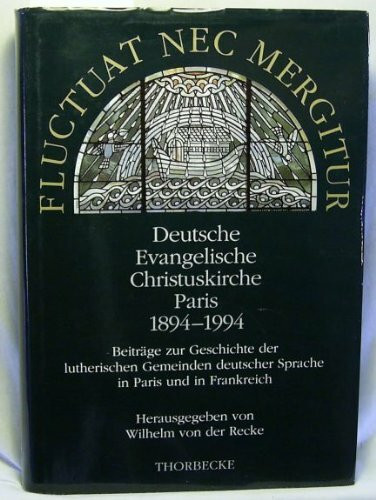 FLUCTUAT NEC MERGITUR
Deutsche
Evangelische
Christuskirche
Paris
1894–1994
Beiträge zur Geschichte der
lutherischen Gemeinden deutscher Sprache
in Paris und in Frankreich
Herausgegeben von
Wilhelm von der Recke
THORBECKE